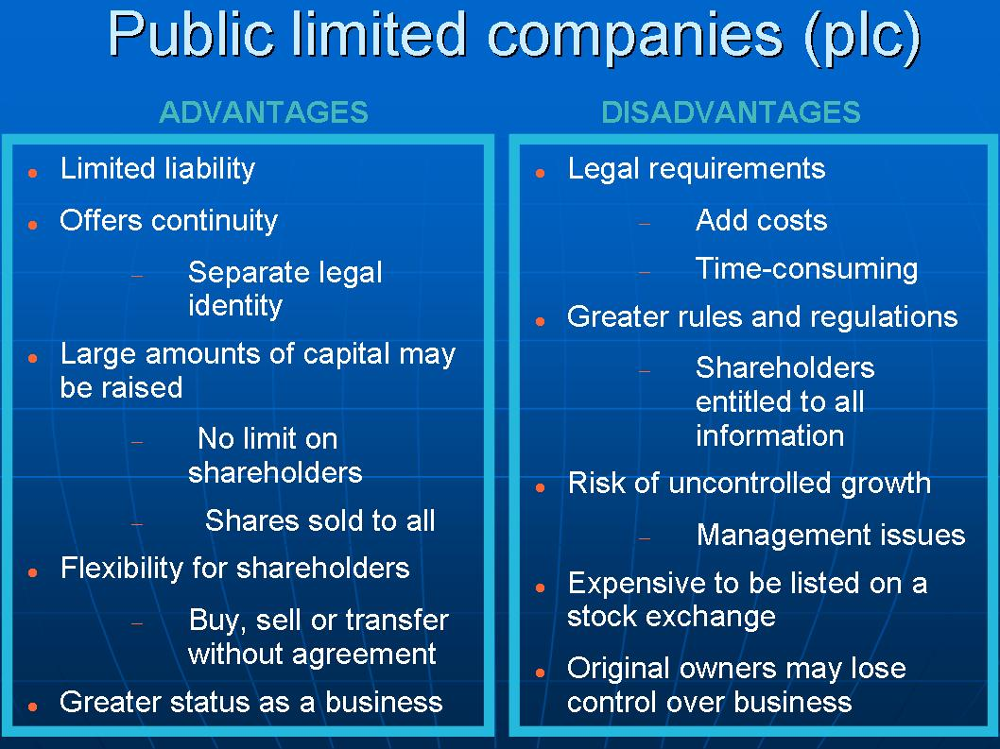 Public limited companies (plc)
ADVANTAGES
Limited liability
Offers continuity
Separate legal
identity
Large amounts of capital may
be raised
No limit on
shareholders
Shares sold to all
Flexibility for shareholders
Buy, sell or transfer
without agreement
Greater status as a business
DISADVANTAGES
Legal requirements
Add costs
Time-consuming
Greater rules and regulations
Shareholders
entitled to all
information
Risk of uncontrolled growth
Management issues
Expensive to be listed on a
stock exchange
Original owners may lose
control over business